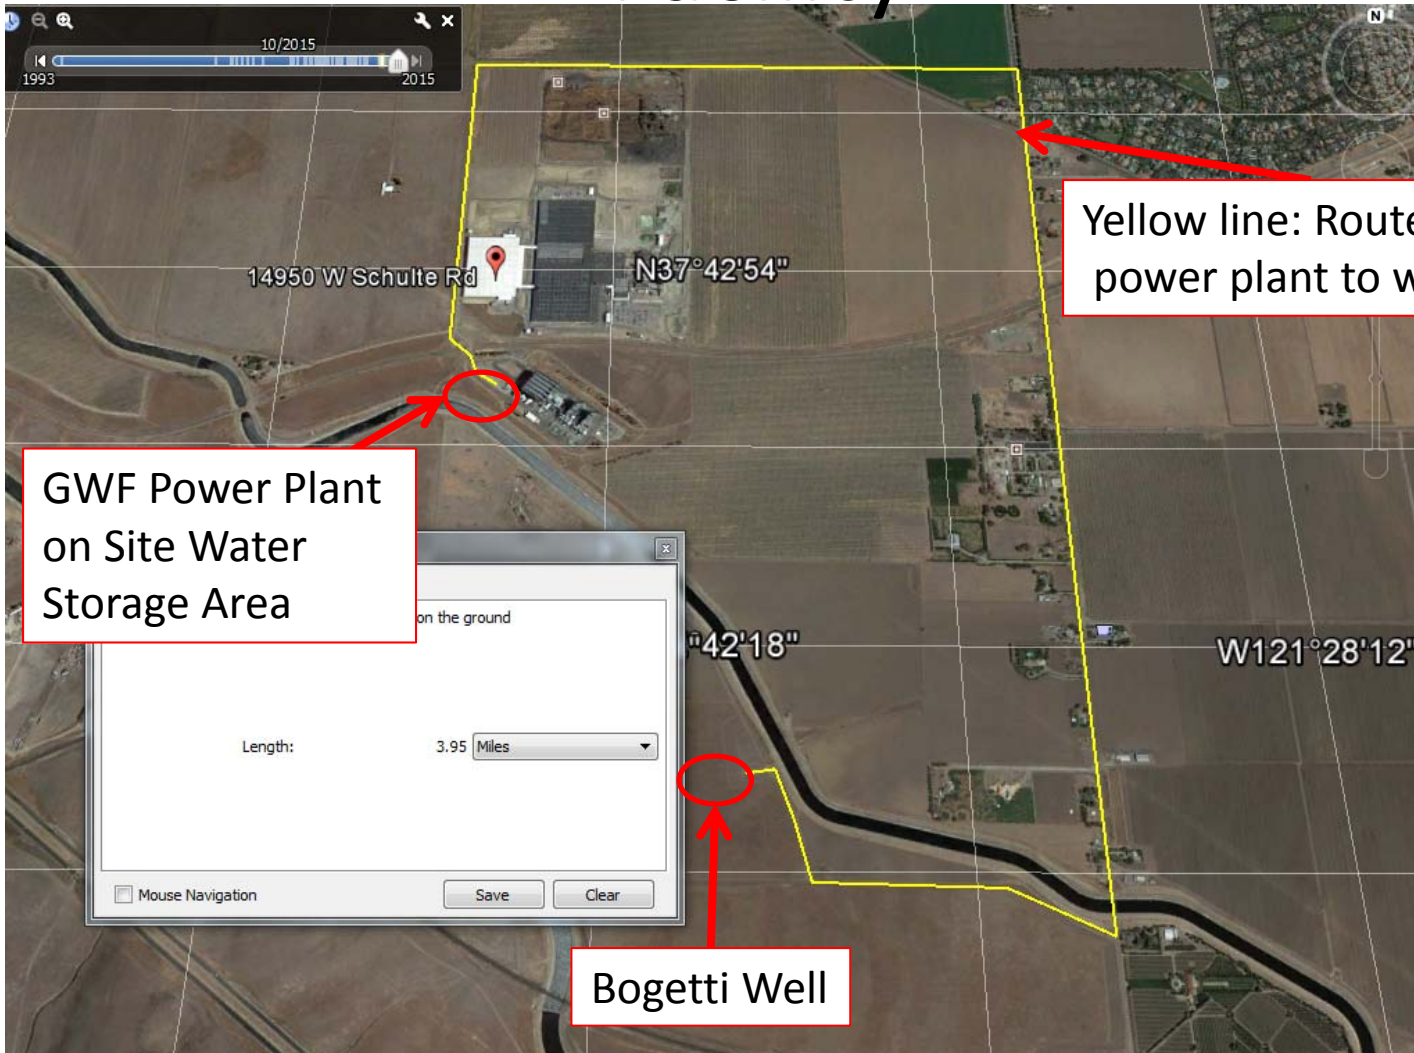 10/2015
1993
2015
N
Yellow line: Route
power plant to w
14950 W Schulte Rd
N37°42'54"
GWF Power Plant
on Site Water
Storage Area
on the ground
°42'18"
W121°28'12"
Length:
3.95 Miles
Mouse Navigation
Save
Clear
Bogetti Well